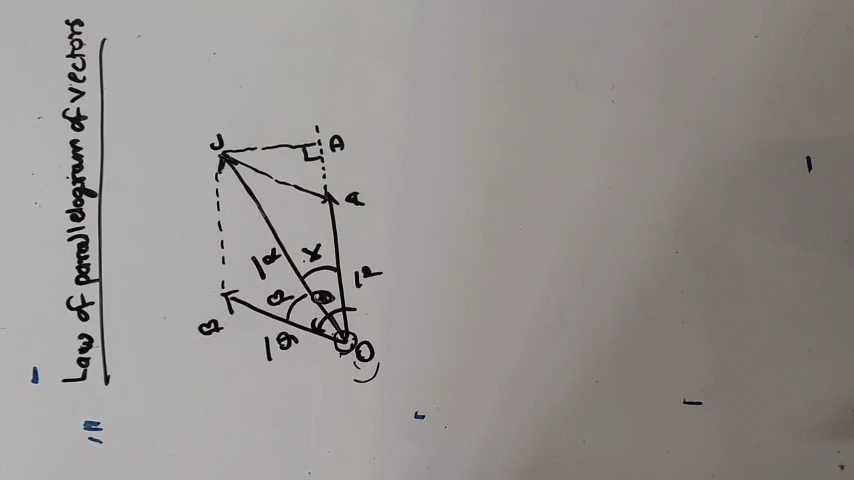 Law of parallelogram of vectors
B
C
Q
R
β
α
θ
P
O
A
D